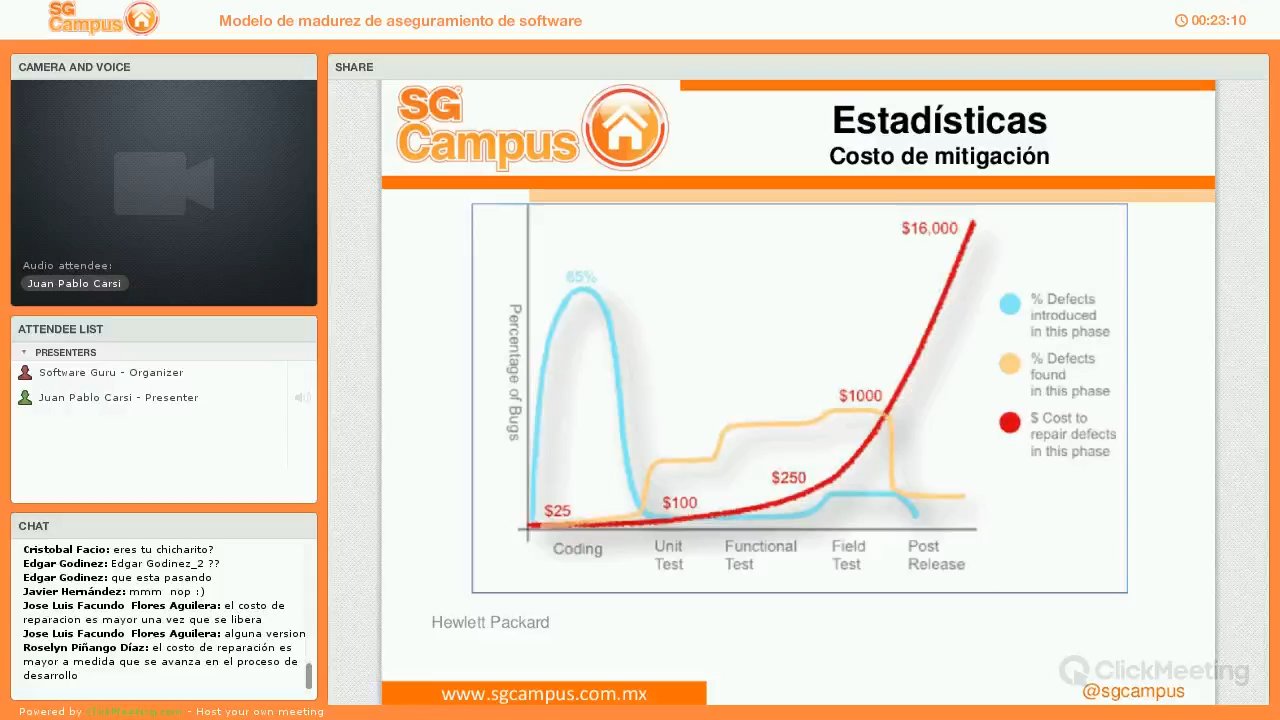 SG
Campus
Modelo de madurez de aseguramiento de software
00:23:10
CAMERA AND VOICE
Audio attendee:
Juan Pablo Carsi
ATTENDEE LIST
PRESENTERS
Software Guru - Organizer
Juan Pablo Carsi - Presenter
CHAT
Cristobal Facio: eres tu chicharito?
Edgar Godinez: Edgar Godinez_2 ??
Edgar Godinez: que esta pasando
Javier Hernández: mmm nop :)
Jose Luis Facundo Flores Aguilera: el costo de
reparacion es mayor una vez que se libera
Jose Luis Facundo Flores Aguilera: alguna version
Roselyn Piñango Díaz: el costo de reparación es
mayor a medida que se avanza en el proceso de
desarrollo
Powered by ClickMeeting.com - Host your own meeting
SHARE
SG
Campus
Estadísticas
Costo de mitigación
Percentage of Bugs
85%
$25
$100
$250
$1000
$16,000
Coding
Unit
Test
Functional
Test
Field
Test
Post
Release
% Defects
introduced
in this phase
% Defects
found
in this phase
$ Cost to
repair defects
in this phase
Hewlett Packard
ClickMeeting
www.sgcampus.com.mx
@sgcampus